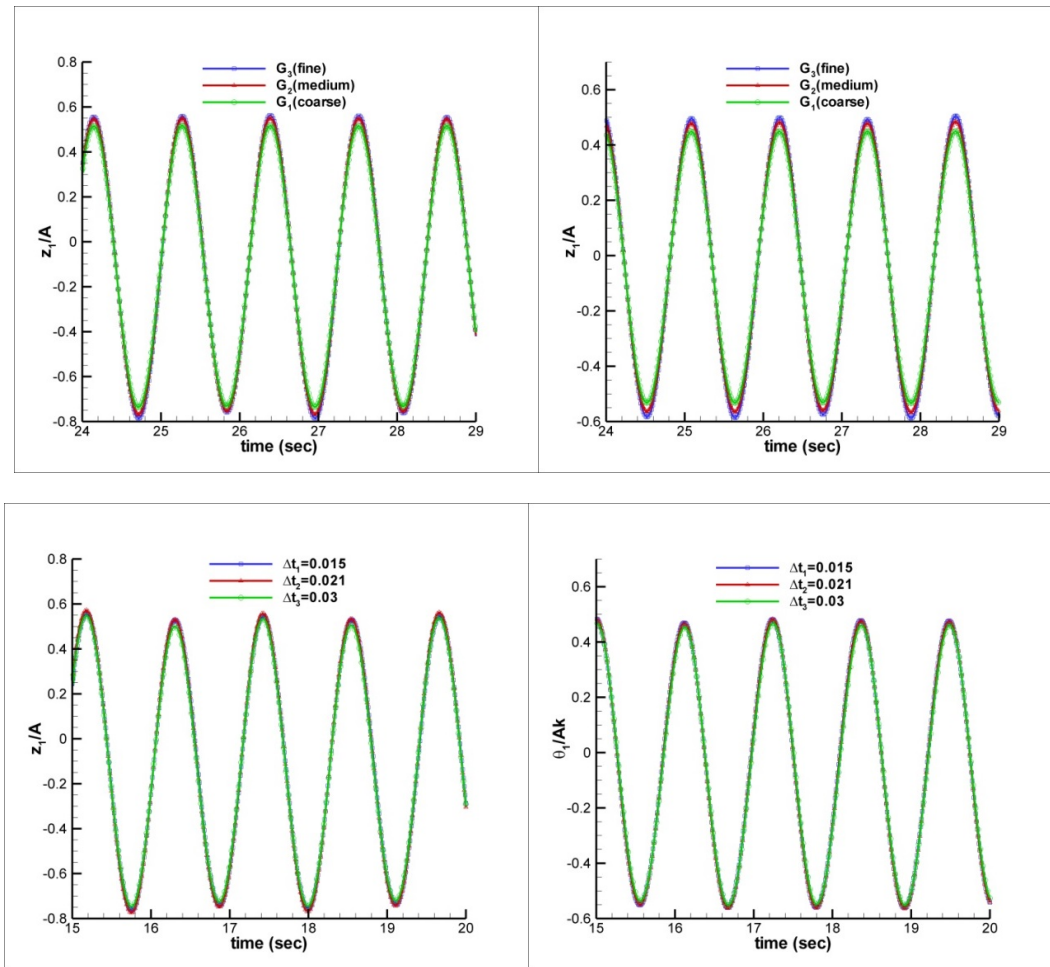 0.8
0.6
0.4
0.2
0
-0.2
-0.4
-0.6
-0.8
z₁/A
G₃(fine)
G₂(medium)
G₁(coarse)
24 25 26 27 28 29
time (sec)
0.6
0.4
0.2
0
-0.2
-0.4
-0.6
z₁/A
G₃(fine)
G₂(medium)
G₁(coarse)
24 25 26 27 28 29
time (sec)
0.8
0.6
0.4
0.2
0
-0.2
-0.4
-0.6
-0.8
z₁/A
Δt₁=0.015
Δt₂=0.021
Δt₃=0.03
15 16 17 18 19 20
time (sec)
0.6
0.4
0.2
0
-0.2
-0.4
-0.6
θ₁/Ak
Δt₁=0.015
Δt₂=0.021
Δt₃=0.03
15 16 17 18 19 20
time (sec)